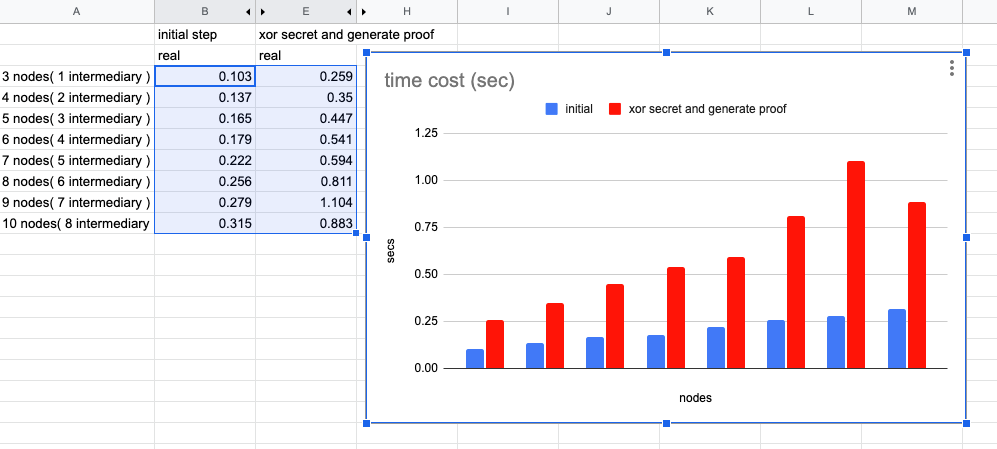 A B E H I J K L M
initial step xor secret and generate proof
real real
3 nodes( 1 intermediary ) 0.103 0.259
4 nodes( 2 intermediary ) 0.137 0.35
5 nodes( 3 intermediary ) 0.165 0.447
6 nodes( 4 intermediary ) 0.179 0.541
7 nodes( 5 intermediary ) 0.222 0.594
8 nodes( 6 intermediary ) 0.256 0.811
9 nodes( 7 intermediary ) 0.279 1.104
10 nodes( 8 intermediary 0.315 0.883
time cost (sec)
initial xor secret and generate proof
1.25
1.00
0.75
0.50
0.25
0.00
secs
nodes